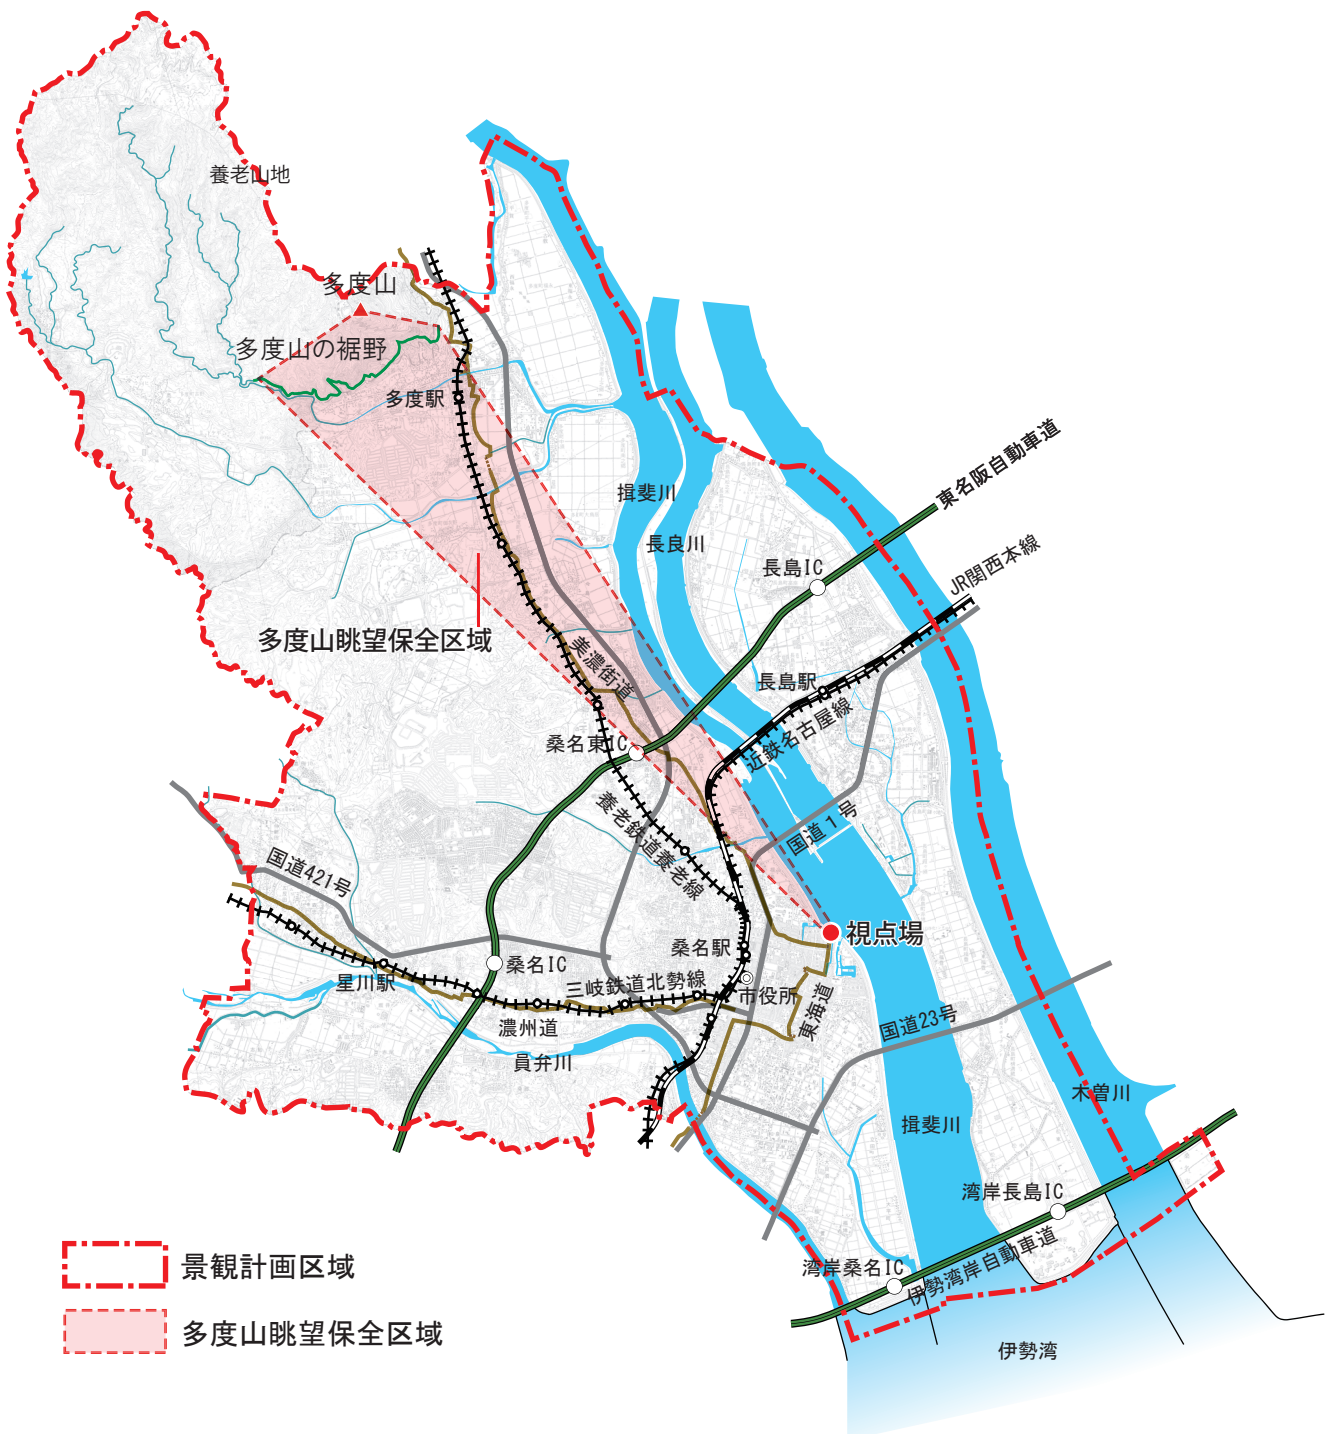 養老山地
多度山
多度山の裾野
多度駅
東名阪自動車道
揖斐川
長良川
長島IC
JR関西本線
多度山眺望保全区域
美濃街道
長島駅
近鉄名古屋線
桑名東IC
養老鉄道養老線
国道1号
国道421号
視点場
桑名駅
桑名IC
星川駅
三岐鉄道北勢線
市役所
東海道
濃州道
国道23号
員弁川
木曽川
揖斐川
湾岸長島IC
湾岸桑名IC
伊勢湾岸自動車道
伊勢湾
景観計画区域
多度山眺望保全区域